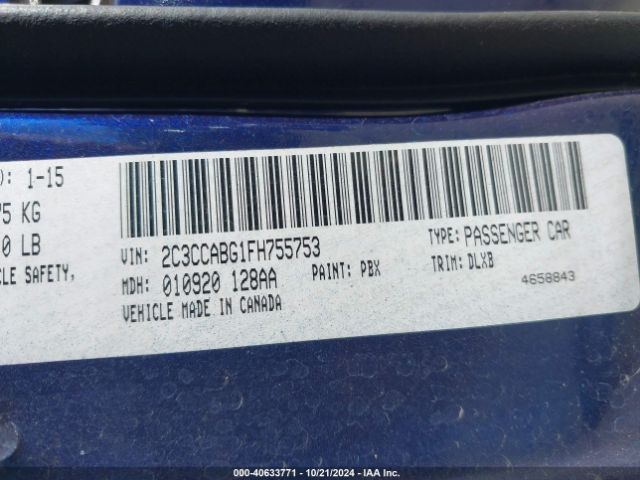 ): 1-15
75 KG
0 LB
CLE SAFETY,
VIN: 2C3CCABG1FH755753
TYPE: PASSENGER CAR
MDH: 010920 128AA
PAINT: PBX
TRIM: DLXB
VEHICLE MADE IN CANADA
4658843
000-40633771 - 10/21/2024 - IAA Inc.